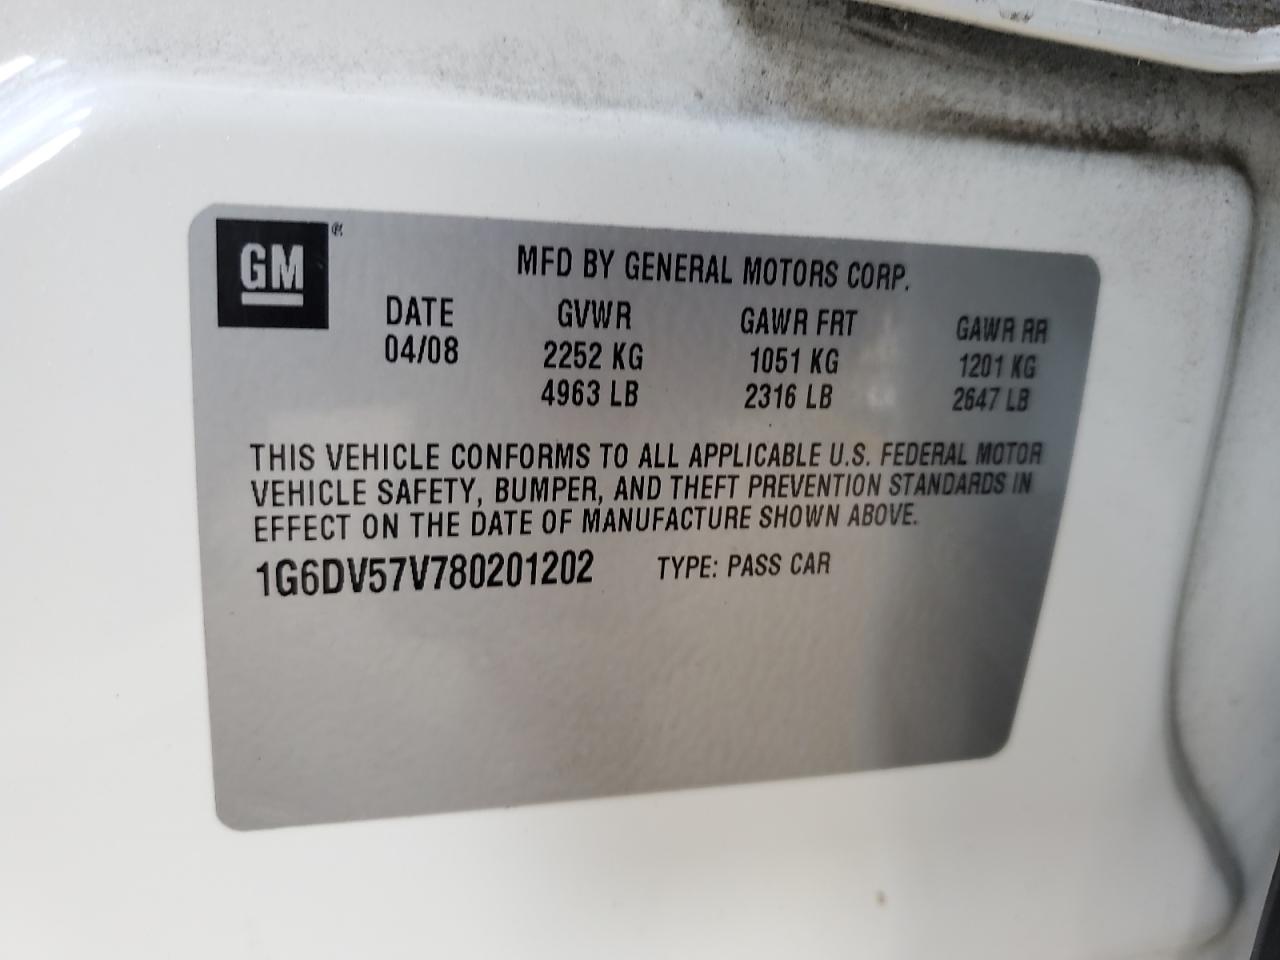 GM ®
MFD BY GENERAL MOTORS CORP.
DATE GVWR GAWR FRT GAWR RR
04/08 2252 KG 1051 KG 1201 KG
4963 LB 2316 LB 2647 LB
THIS VEHICLE CONFORMS TO ALL APPLICABLE U.S. FEDERAL MOTOR
VEHICLE SAFETY, BUMPER, AND THEFT PREVENTION STANDARDS IN
EFFECT ON THE DATE OF MANUFACTURE SHOWN ABOVE.
1G6DV57V780201202 TYPE: PASS CAR